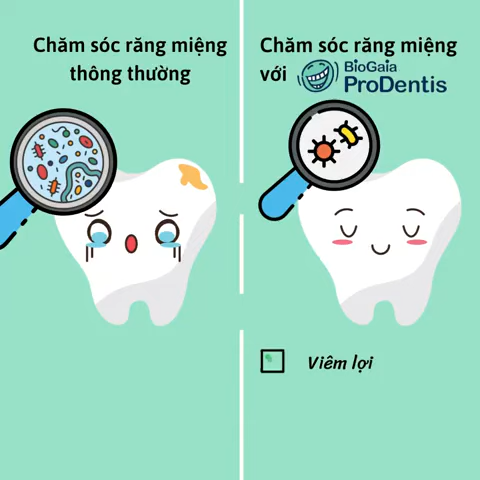 Chăm sóc răng miệng
thông thường
Chăm sóc răng miệng
với BioGaia
ProDentis
Viêm lợi